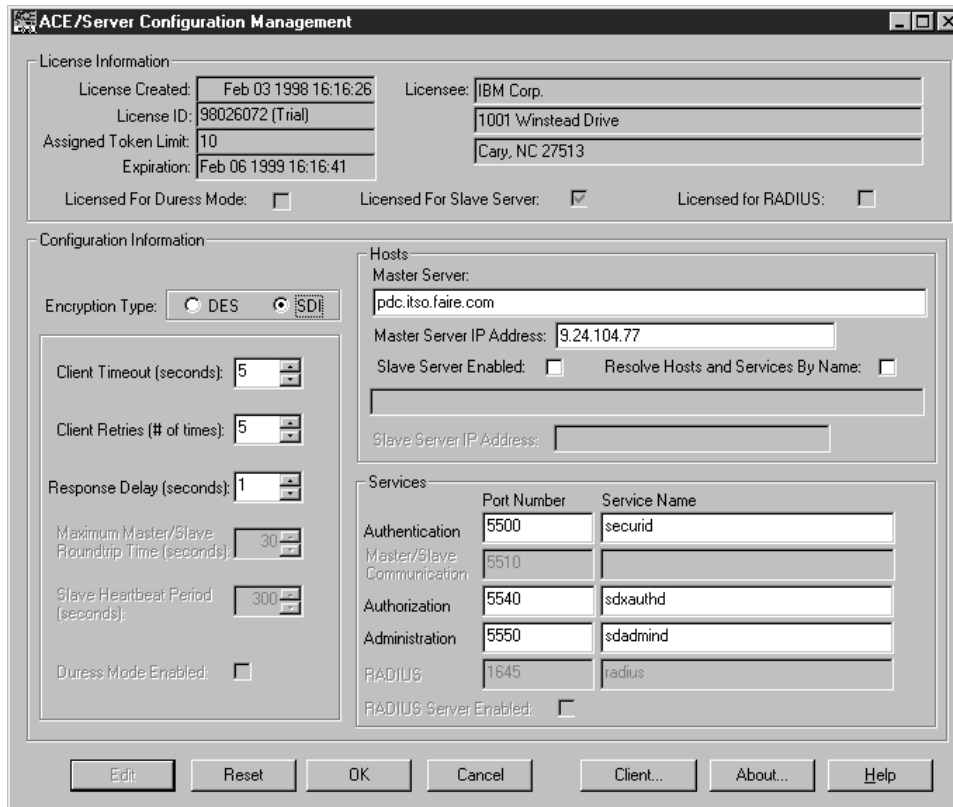 ACE/Server Configuration Management
License Information
License Created: Feb 03 1998 16:16:26 Licensee: IBM Corp.
License ID: 98026072 (Trial) 1001 Winstead Drive
Assigned Token Limit: 10 Cary, NC 27513
Expiration: Feb 06 1999 16:16:41
Licensed For Duress Mode: Licensed For Slave Server: Licensed for RADIUS:
Configuration Information
Encryption Type: DES SDI
Client Timeout (seconds): 5
Client Retries (# of times): 5
Response Delay (seconds): 1
Maximum Master/Slave
Roundtrip Time (seconds): 30
Slave Heartbeat Period
(seconds): 300
Duress Mode Enabled:
Hosts
Master Server:
pdc.itso.faire.com
Master Server IP Address: 9.24.104.77
Slave Server Enabled: Resolve Hosts and Services By Name:
Slave Server IP Address:
Services
Port Number Service Name
Authentication 5500 securid
Master/Slave
Communication 5510
Authorization 5540 sdxauthd
Administration 5550 sdadmind
RADIUS 1645 radius
RADIUS Server Enabled:
Edit Reset OK Cancel Client... About... Help